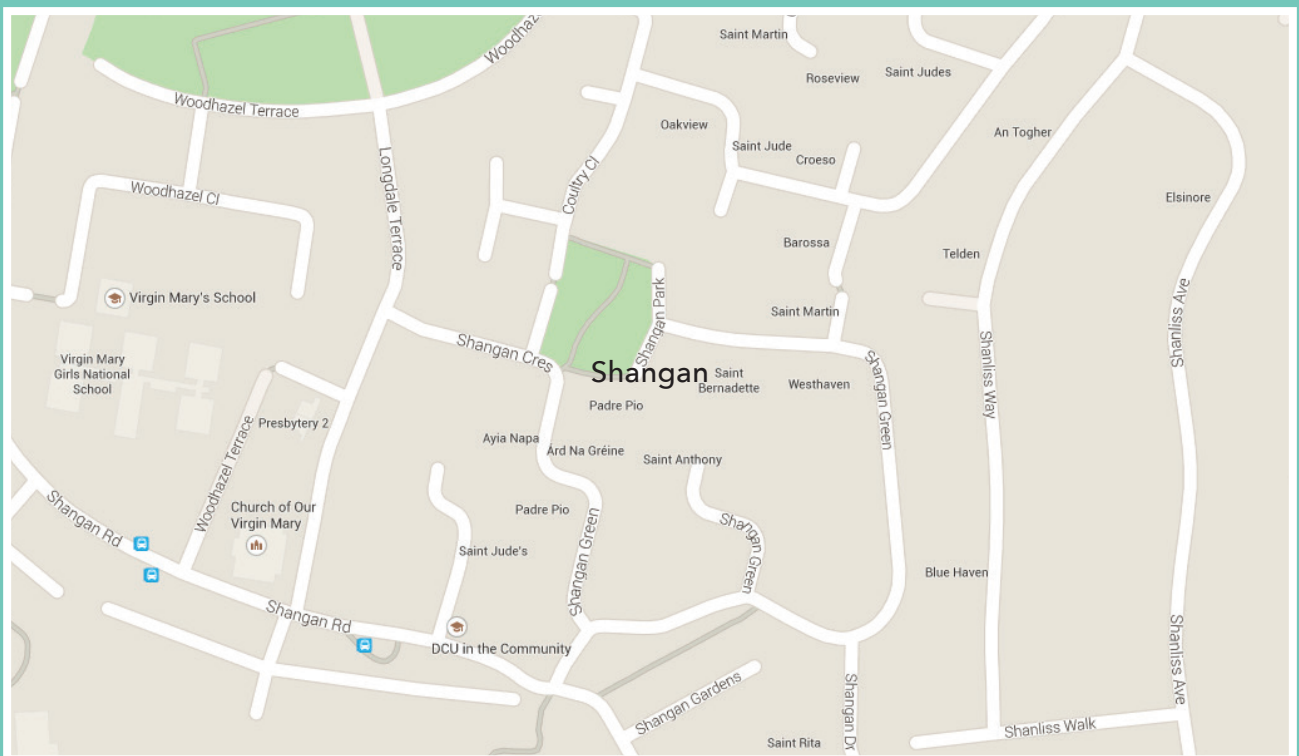 Saint Martin
Woodhaz
Roseview
Saint Judes
Woodhazel Terrace
Oakview
An Togher
Saint Jude
Croeso
Longdale Terrace
Coultry Cl
Woodhazel Cl
Elsinore
Barossa
Telden
Virgin Mary's School
Shangan Park
Saint Martin
Shanliss Ave
Shangan Cres
Virgin Mary
Girls National
School
Shangan
Saint
Bernadette
Westhaven
Shangan Green
Shanliss Way
Padre Pio
Presbytery 2
Ayia Napa
Árd Na Gréine
Saint Anthony
Woodhazel Terrace
Shangan Rd
Church of Our
Virgin Mary
Padre Pio
Shangan Green
Shangan Green
Saint Jude's
Blue Haven
Shangan Rd
DCU in the Community
Shanliss Ave
Shangan Gardens
Shangan Dr
Shanliss Walk
Saint Rita